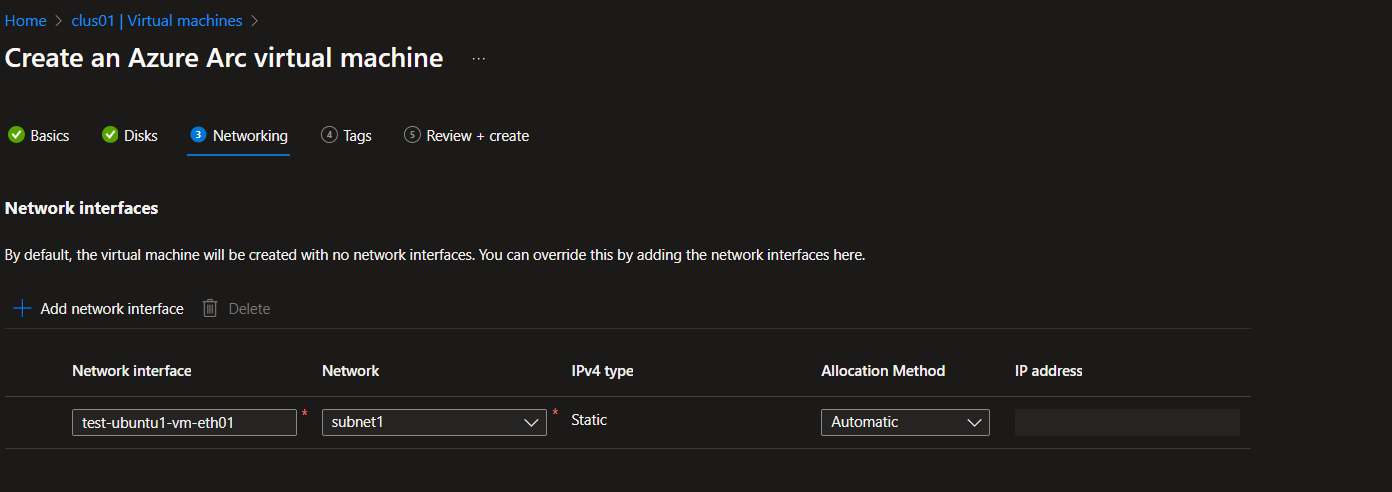 Home > clus01 | Virtual machines >
Create an Azure Arc virtual machine ...
Basics Disks 3 Networking 4 Tags 5 Review + create
Network interfaces
By default, the virtual machine will be created with no network interfaces. You can override this by adding the network interfaces here.
+ Add network interface Delete
Network interface Network IPv4 type Allocation Method IP address
test-ubuntu1-vm-eth01 * subnet1 * Static Automatic